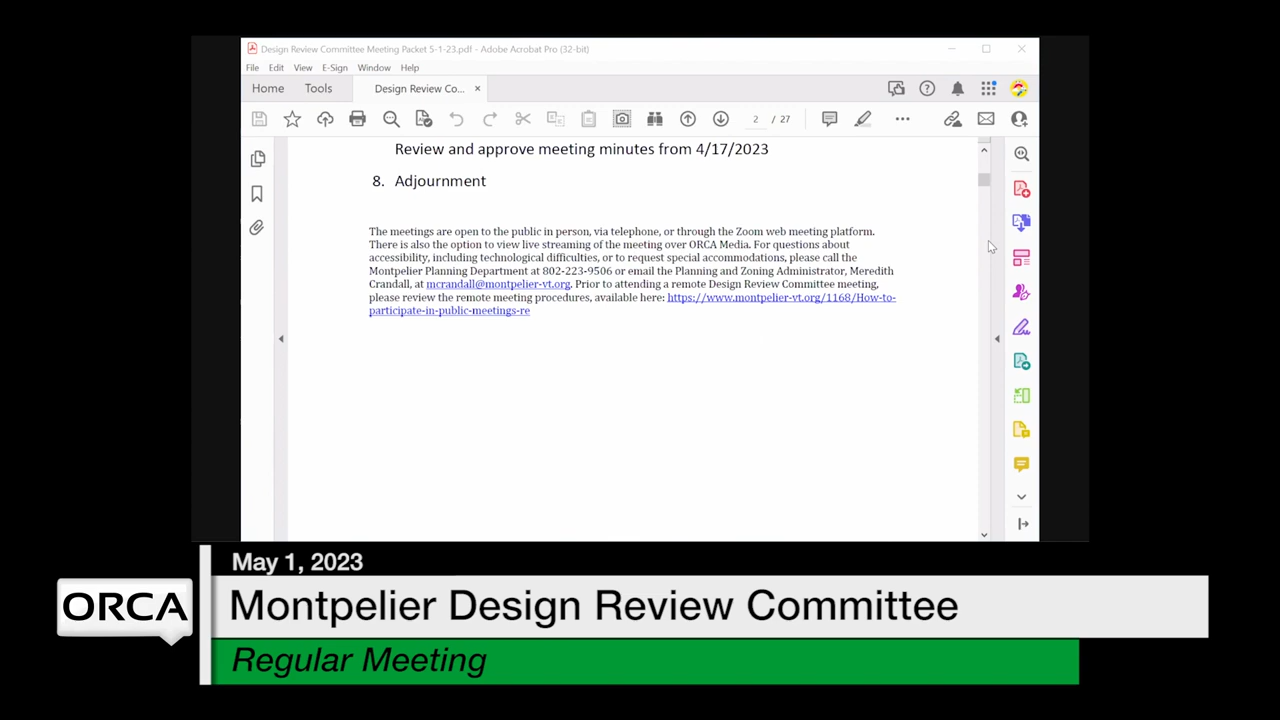 Design Review Committee Meeting Packet 5-1-23.pdf - Adobe Acrobat Pro (32-bit)
File Edit View E-Sign Window Help
Home Tools Design Review Co... ×
2 / 27
Review and approve meeting minutes from 4/17/2023
8. Adjournment
The meetings are open to the public in person, via telephone, or through the Zoom web meeting platform.
There is also the option to view live streaming of the meeting over ORCA Media. For questions about
accessibility, including technological difficulties, or to request special accommodations, please call the
Montpelier Planning Department at 802-223-9506 or email the Planning and Zoning Administrator, Meredith
Crandall, at mcrandall@montpelier-vt.org. Prior to attending a remote Design Review Committee meeting,
please review the remote meeting procedures, available here: https://www.montpelier-vt.org/1168/How-to-
participate-in-public-meetings-re
May 1, 2023
ORCA
Montpelier Design Review Committee
Regular Meeting